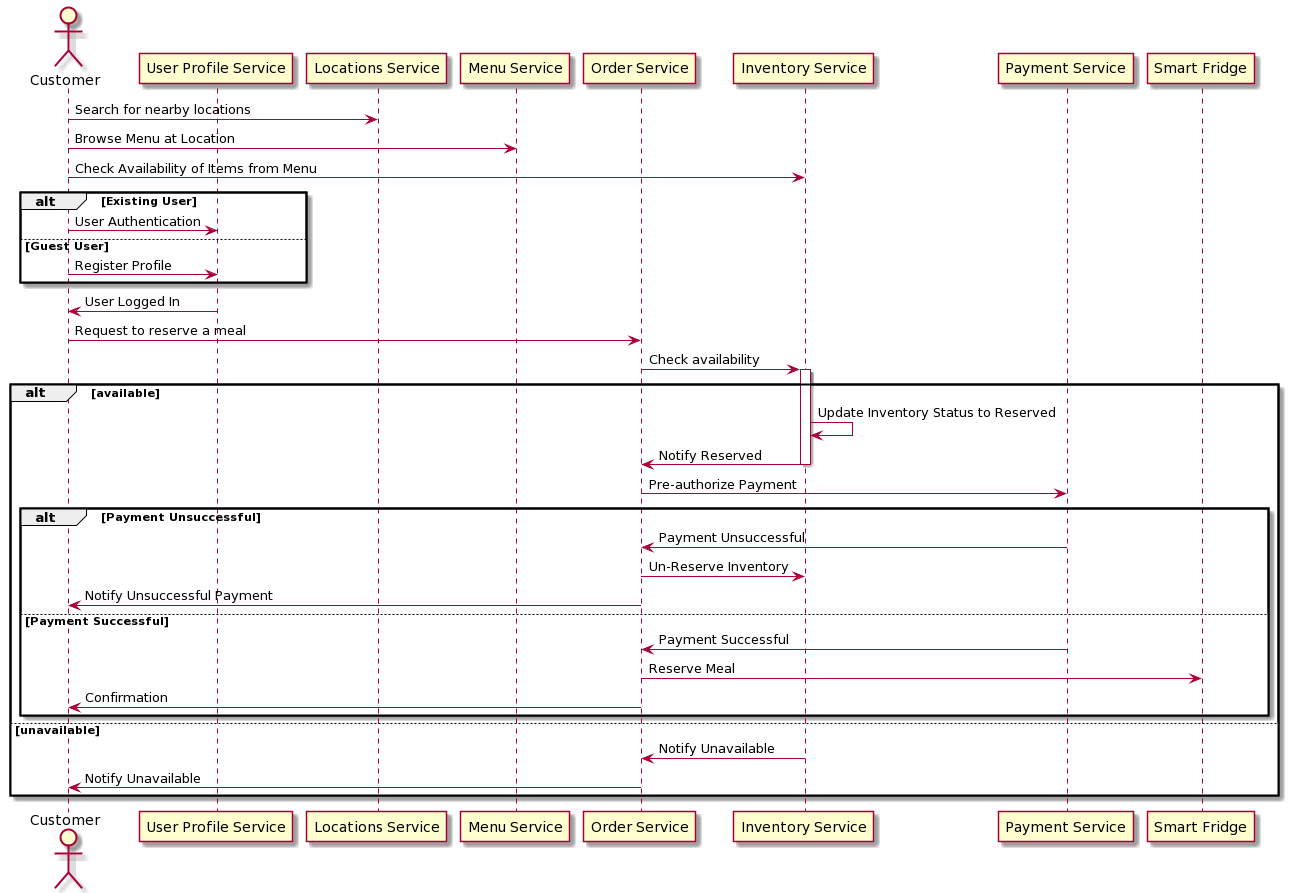 Customer
User Profile Service
Locations Service
Menu Service
Order Service
Inventory Service
Payment Service
Smart Fridge
Search for nearby locations
Browse Menu at Location
Check Availability of Items from Menu
alt [Existing User]
User Authentication
[Guest User]
Register Profile
User Logged In
Request to reserve a meal
Check availability
alt [available]
Update Inventory Status to Reserved
Notify Reserved
Pre-authorize Payment
alt [Payment Unsuccessful]
Payment Unsuccessful
Un-Reserve Inventory
Notify Unsuccessful Payment
[Payment Successful]
Payment Successful
Reserve Meal
Confirmation
[unavailable]
Notify Unavailable
Notify Unavailable
Customer
User Profile Service
Locations Service
Menu Service
Order Service
Inventory Service
Payment Service
Smart Fridge